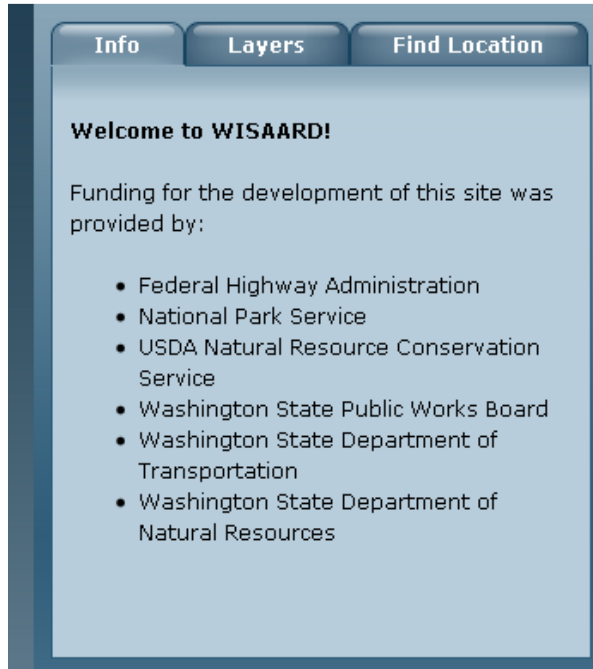 Info Layers Find Location
Welcome to WISAARD!
Funding for the development of this site was
provided by:
• Federal Highway Administration
• National Park Service
• USDA Natural Resource Conservation
Service
• Washington State Public Works Board
• Washington State Department of
Transportation
• Washington State Department of
Natural Resources